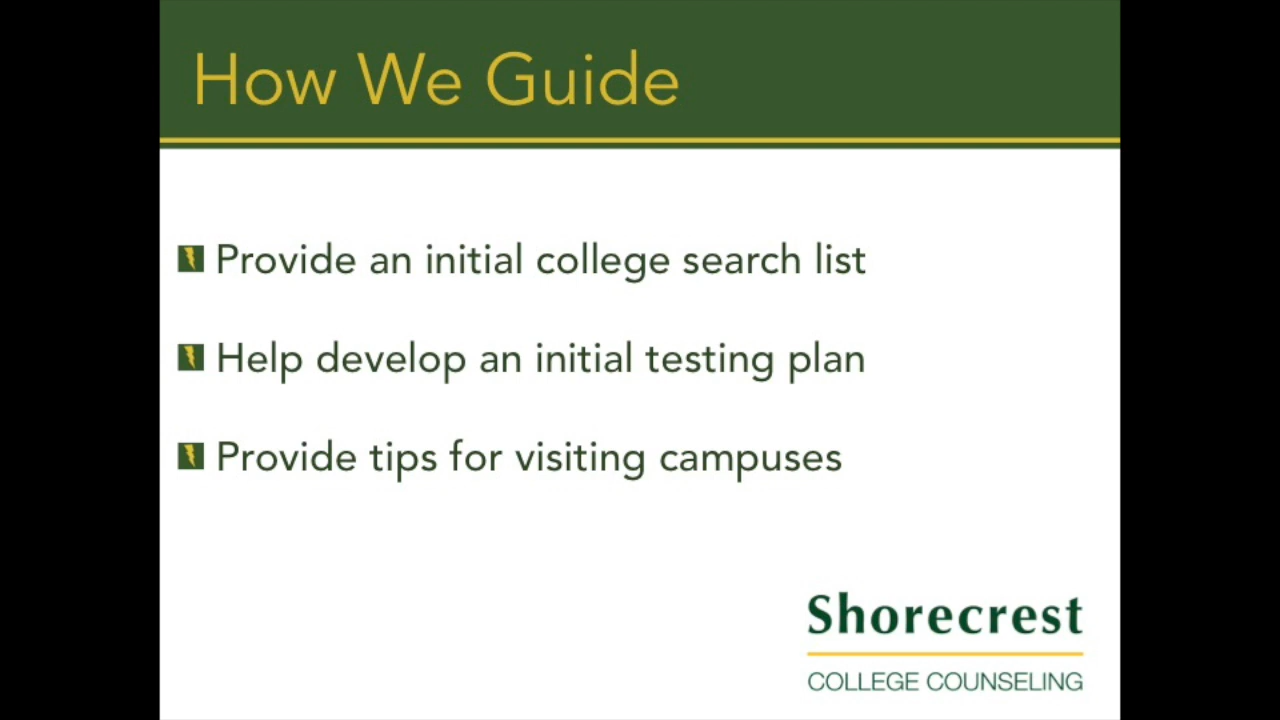 How We Guide
Provide an initial college search list
Help develop an initial testing plan
Provide tips for visiting campuses
Shorecrest
COLLEGE COUNSELING